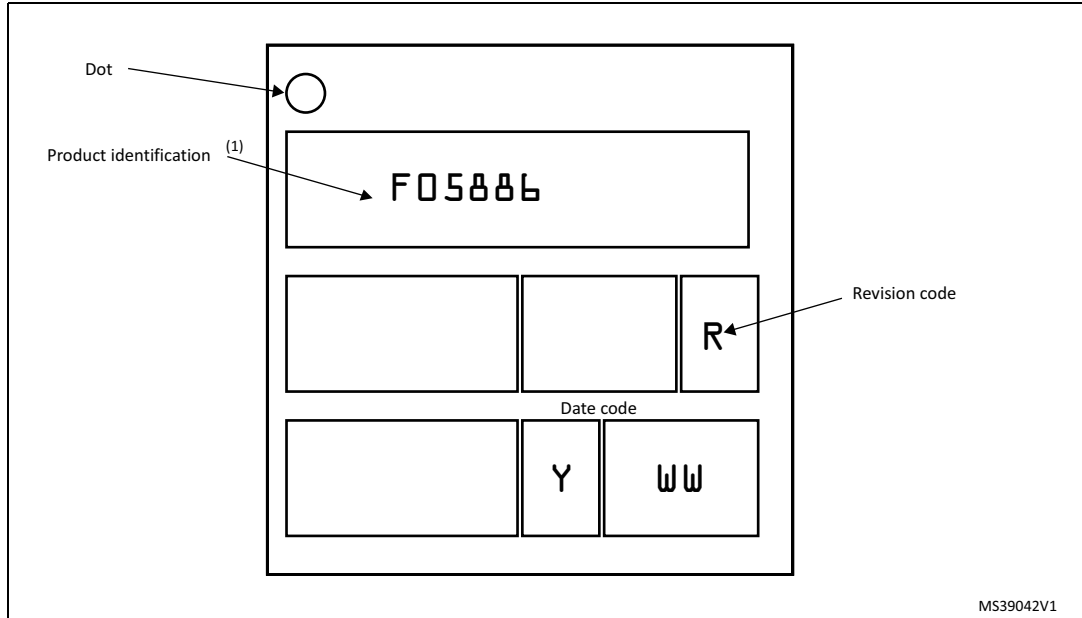 Dot
Product identification (1)
F05886
Revision code
R
Date code
Y WW
MS39042V1